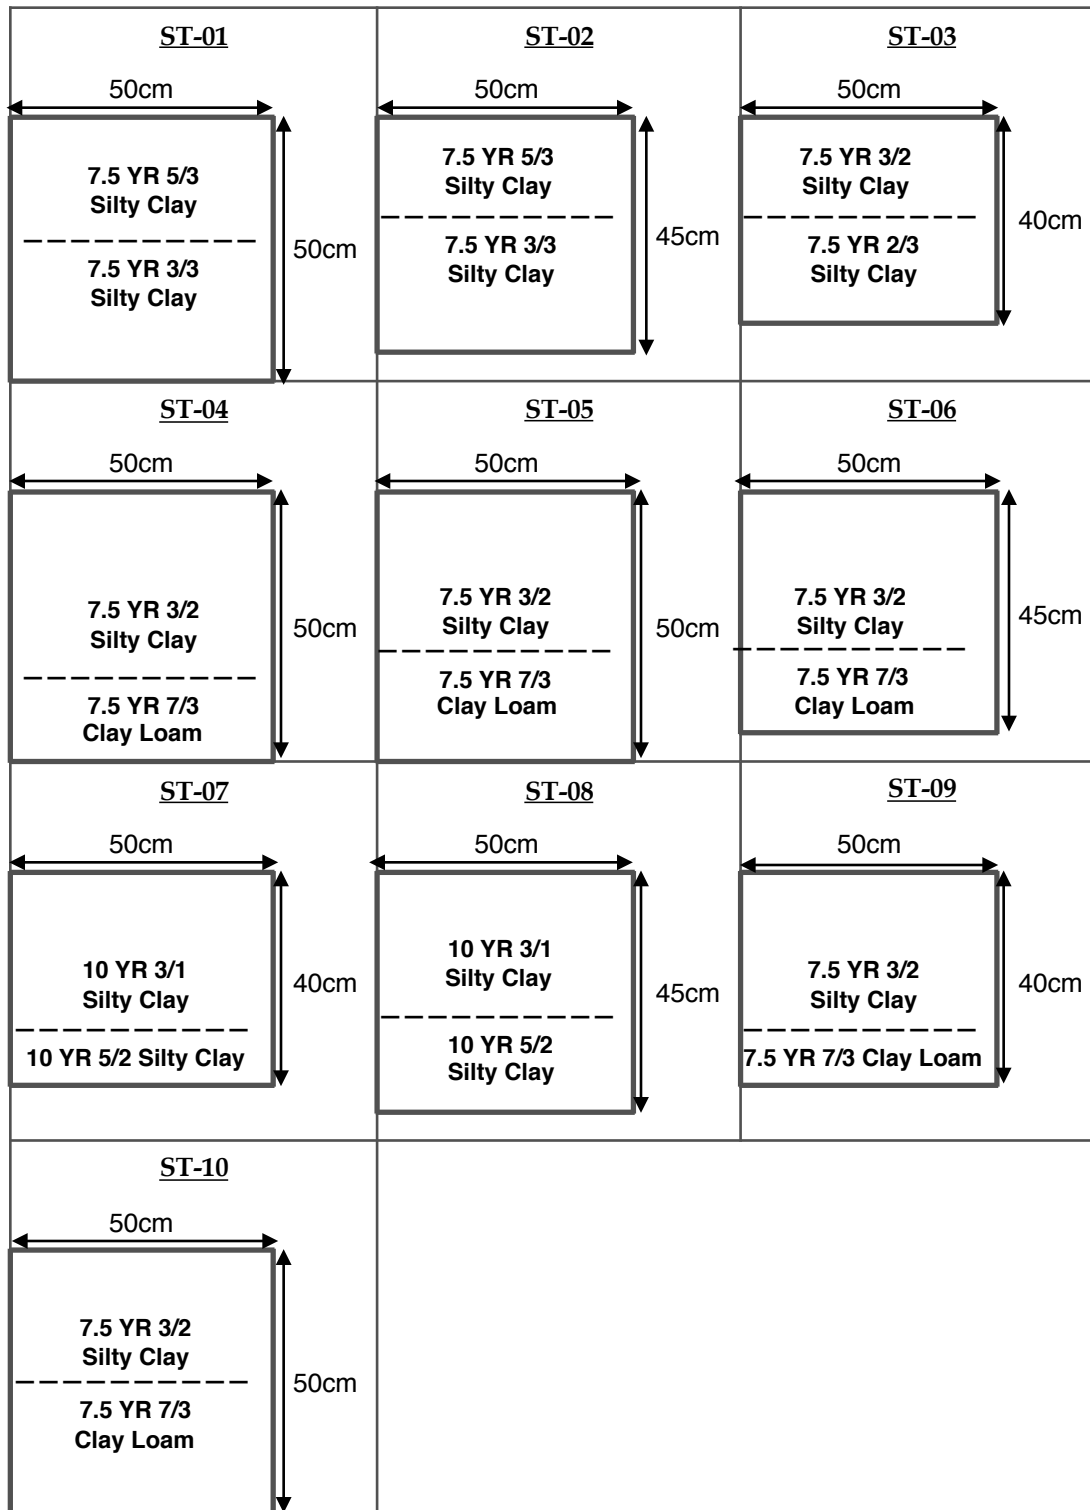 ST-01
50cm
7.5 YR 5/3
Silty Clay
7.5 YR 3/3
Silty Clay
50cm
ST-02
50cm
7.5 YR 5/3
Silty Clay
7.5 YR 3/3
Silty Clay
45cm
ST-03
50cm
7.5 YR 3/2
Silty Clay
7.5 YR 2/3
Silty Clay
40cm
ST-04
50cm
7.5 YR 3/2
Silty Clay
7.5 YR 7/3
Clay Loam
50cm
ST-05
50cm
7.5 YR 3/2
Silty Clay
7.5 YR 7/3
Clay Loam
50cm
ST-06
50cm
7.5 YR 3/2
Silty Clay
7.5 YR 7/3
Clay Loam
45cm
ST-07
50cm
10 YR 3/1
Silty Clay
10 YR 5/2 Silty Clay
40cm
ST-08
50cm
10 YR 3/1
Silty Clay
10 YR 5/2
Silty Clay
45cm
ST-09
50cm
7.5 YR 3/2
Silty Clay
7.5 YR 7/3 Clay Loam
40cm
ST-10
50cm
7.5 YR 3/2
Silty Clay
7.5 YR 7/3
Clay Loam
50cm